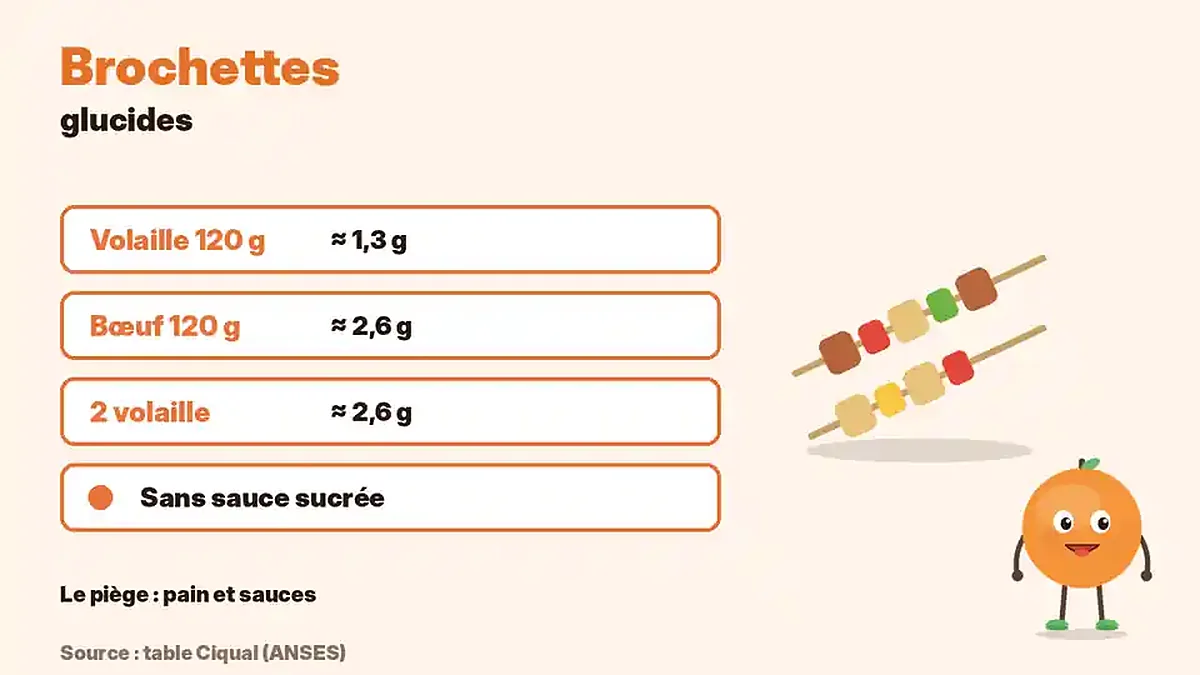 Brochettes
glucides
Volaille 120 g ≈ 1,3 g
Bœuf 120 g ≈ 2,6 g
2 volaille ≈ 2,6 g
Sans sauce sucrée
Le piège : pain et sauces
Source : table Ciqual (ANSES)